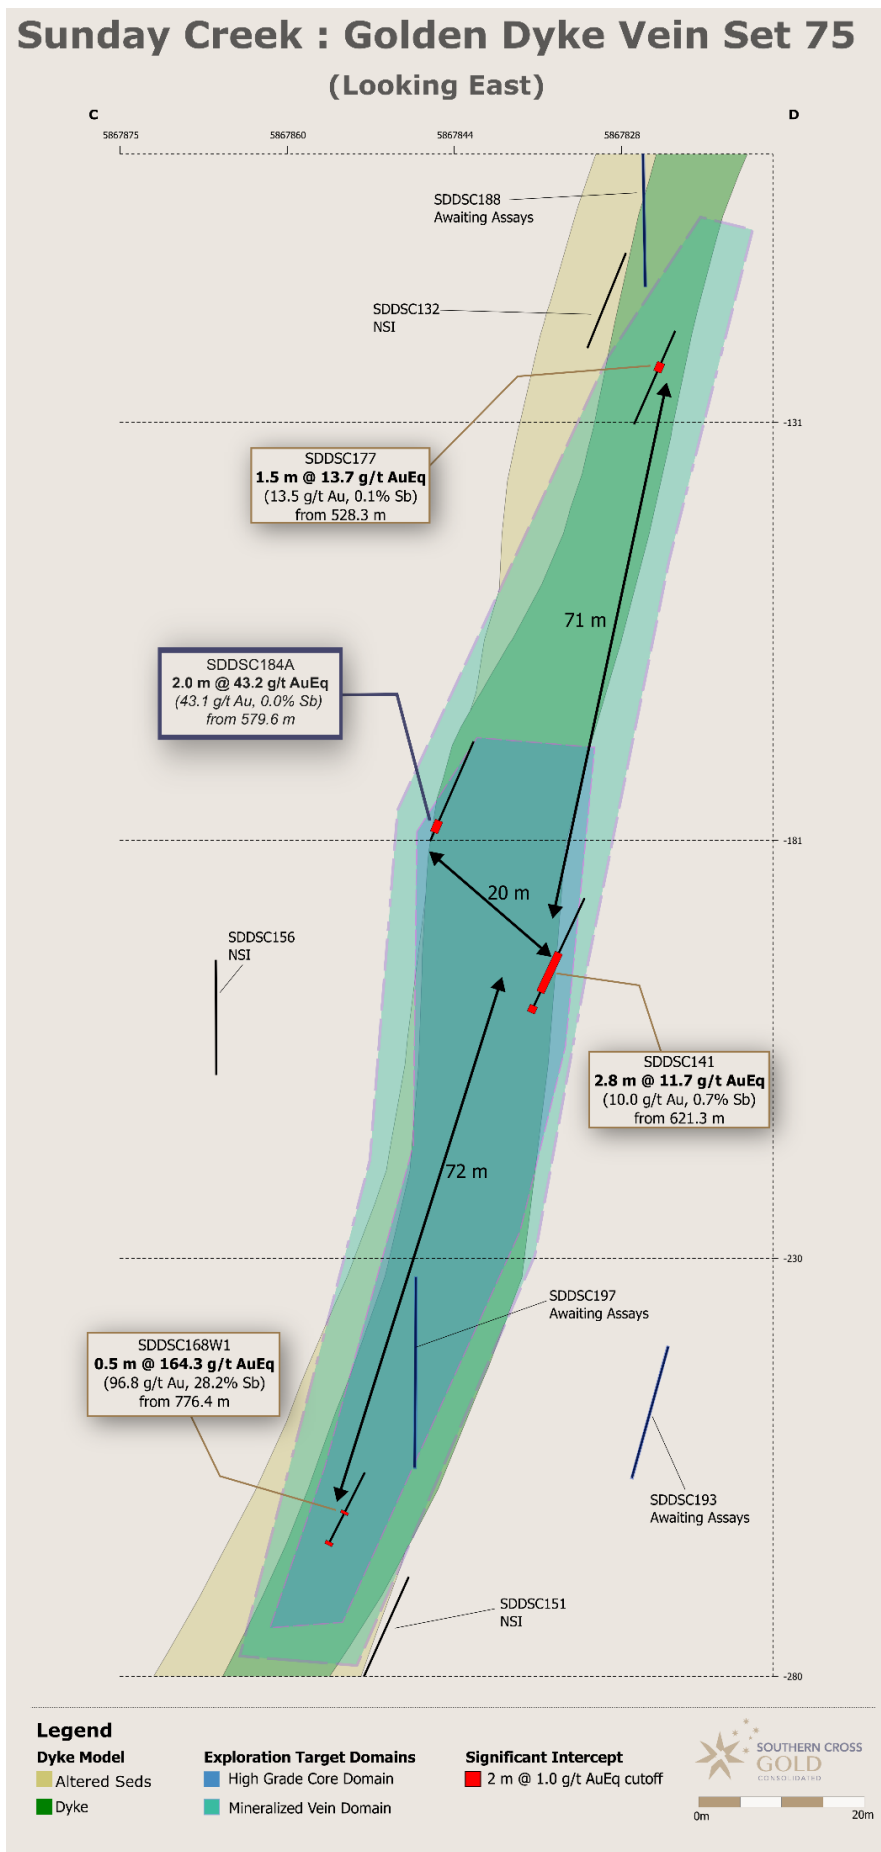 Sunday Creek : Golden Dyke Vein Set 75
(Looking East)
C
D
5867875
5867860
5867844
5867828
SDDSC188
Awaiting Assays
SDDSC132
NSI
-131
SDDSC177
1.5 m @ 13.7 g/t AuEq
(13.5 g/t Au, 0.1% Sb)
from 528.3 m
71 m
SDDSC184A
2.0 m @ 43.2 g/t AuEq
(43.1 g/t Au, 0.0% Sb)
from 579.6 m
-181
20 m
SDDSC156
NSI
SDDSC141
2.8 m @ 11.7 g/t AuEq
(10.0 g/t Au, 0.7% Sb)
from 621.3 m
72 m
-230
SDDSC197
Awaiting Assays
SDDSC168W1
0.5 m @ 164.3 g/t AuEq
(96.8 g/t Au, 28.2% Sb)
from 776.4 m
SDDSC193
Awaiting Assays
SDDSC151
NSI
-280
Legend
Dyke Model
Altered Seds
Dyke
Exploration Target Domains
High Grade Core Domain
Mineralized Vein Domain
Significant Intercept
2 m @ 1.0 g/t AuEq cutoff
SOUTHERN CROSS
GOLD
CONSOLIDATED
0m
20m